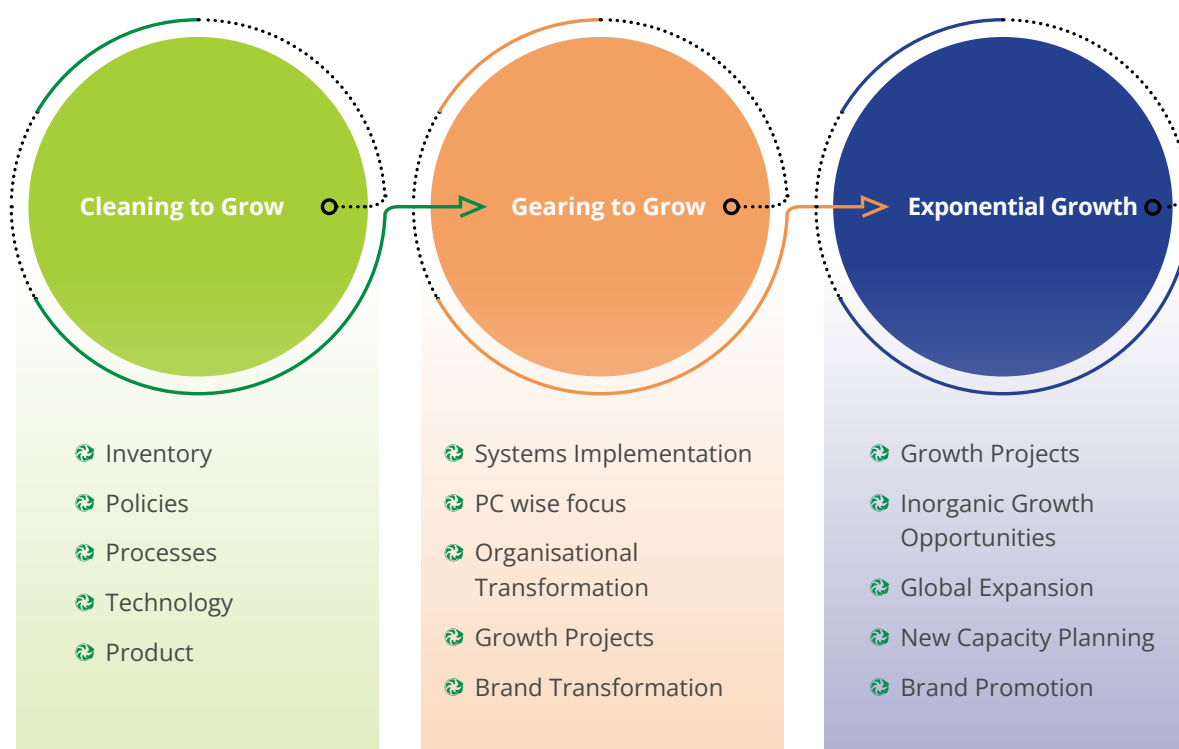 Cleaning to Grow
Gearing to Grow
Exponential Growth
Inventory
Policies
Processes
Technology
Product
Systems Implementation
PC wise focus
Organisational
Transformation
Growth Projects
Brand Transformation
Growth Projects
Inorganic Growth
Opportunities
Global Expansion
New Capacity Planning
Brand Promotion